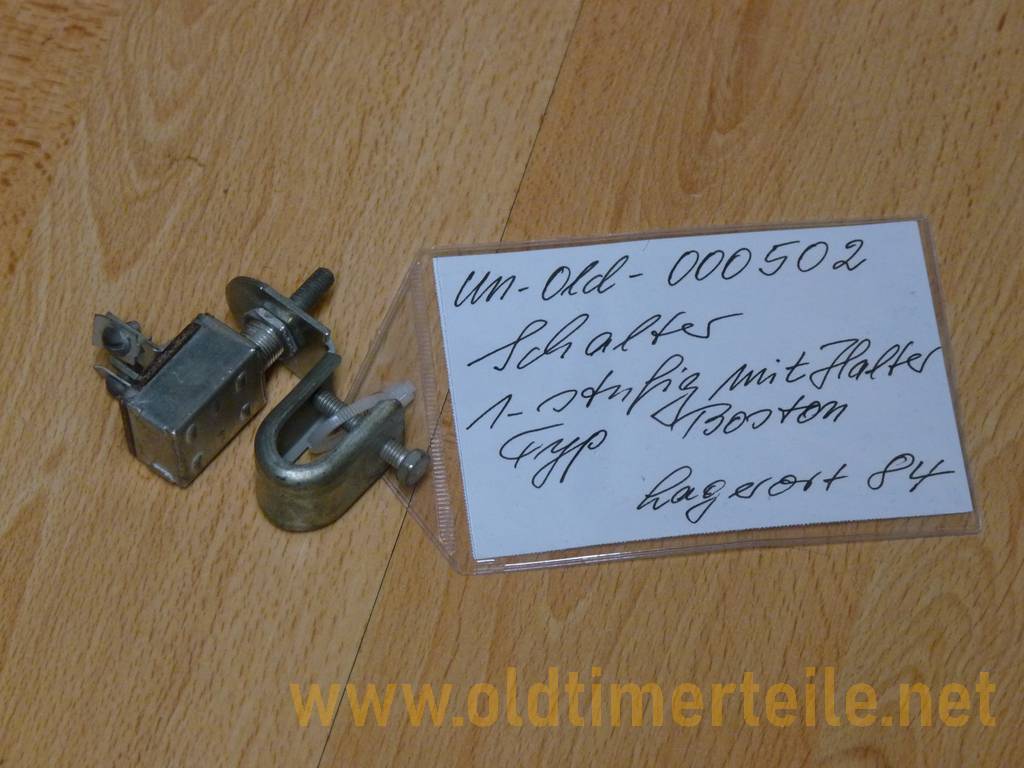 Un-Old-000502
Schalter
1-stufig mit Halter
Typ Boston
Lagerort 84
www.oldtimerteile.net